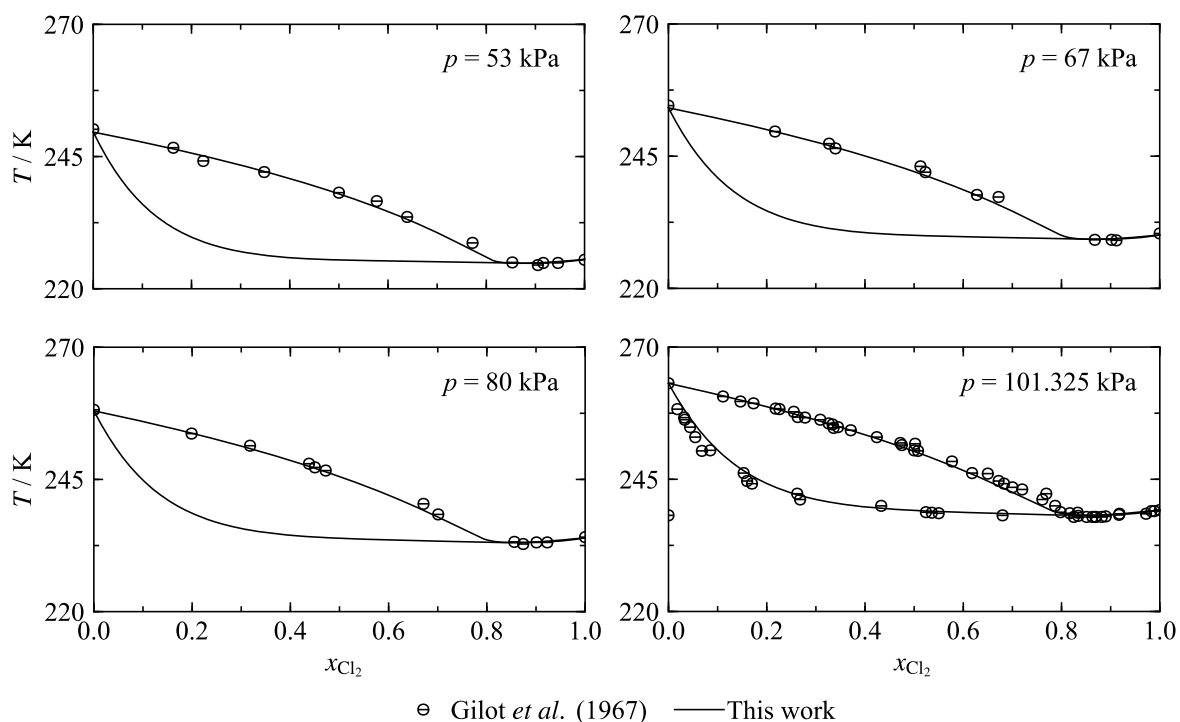 270
p = 53 kPa
245
T / K
220
270
p = 67 kPa
245
T / K
220
270
p = 80 kPa
245
T / K
220
0.0 0.2 0.4 0.6 0.8 1.0
xCl2
270
p = 101.325 kPa
245
T / K
220
0.0 0.2 0.4 0.6 0.8 1.0
xCl2
Gilot et al. (1967) This work